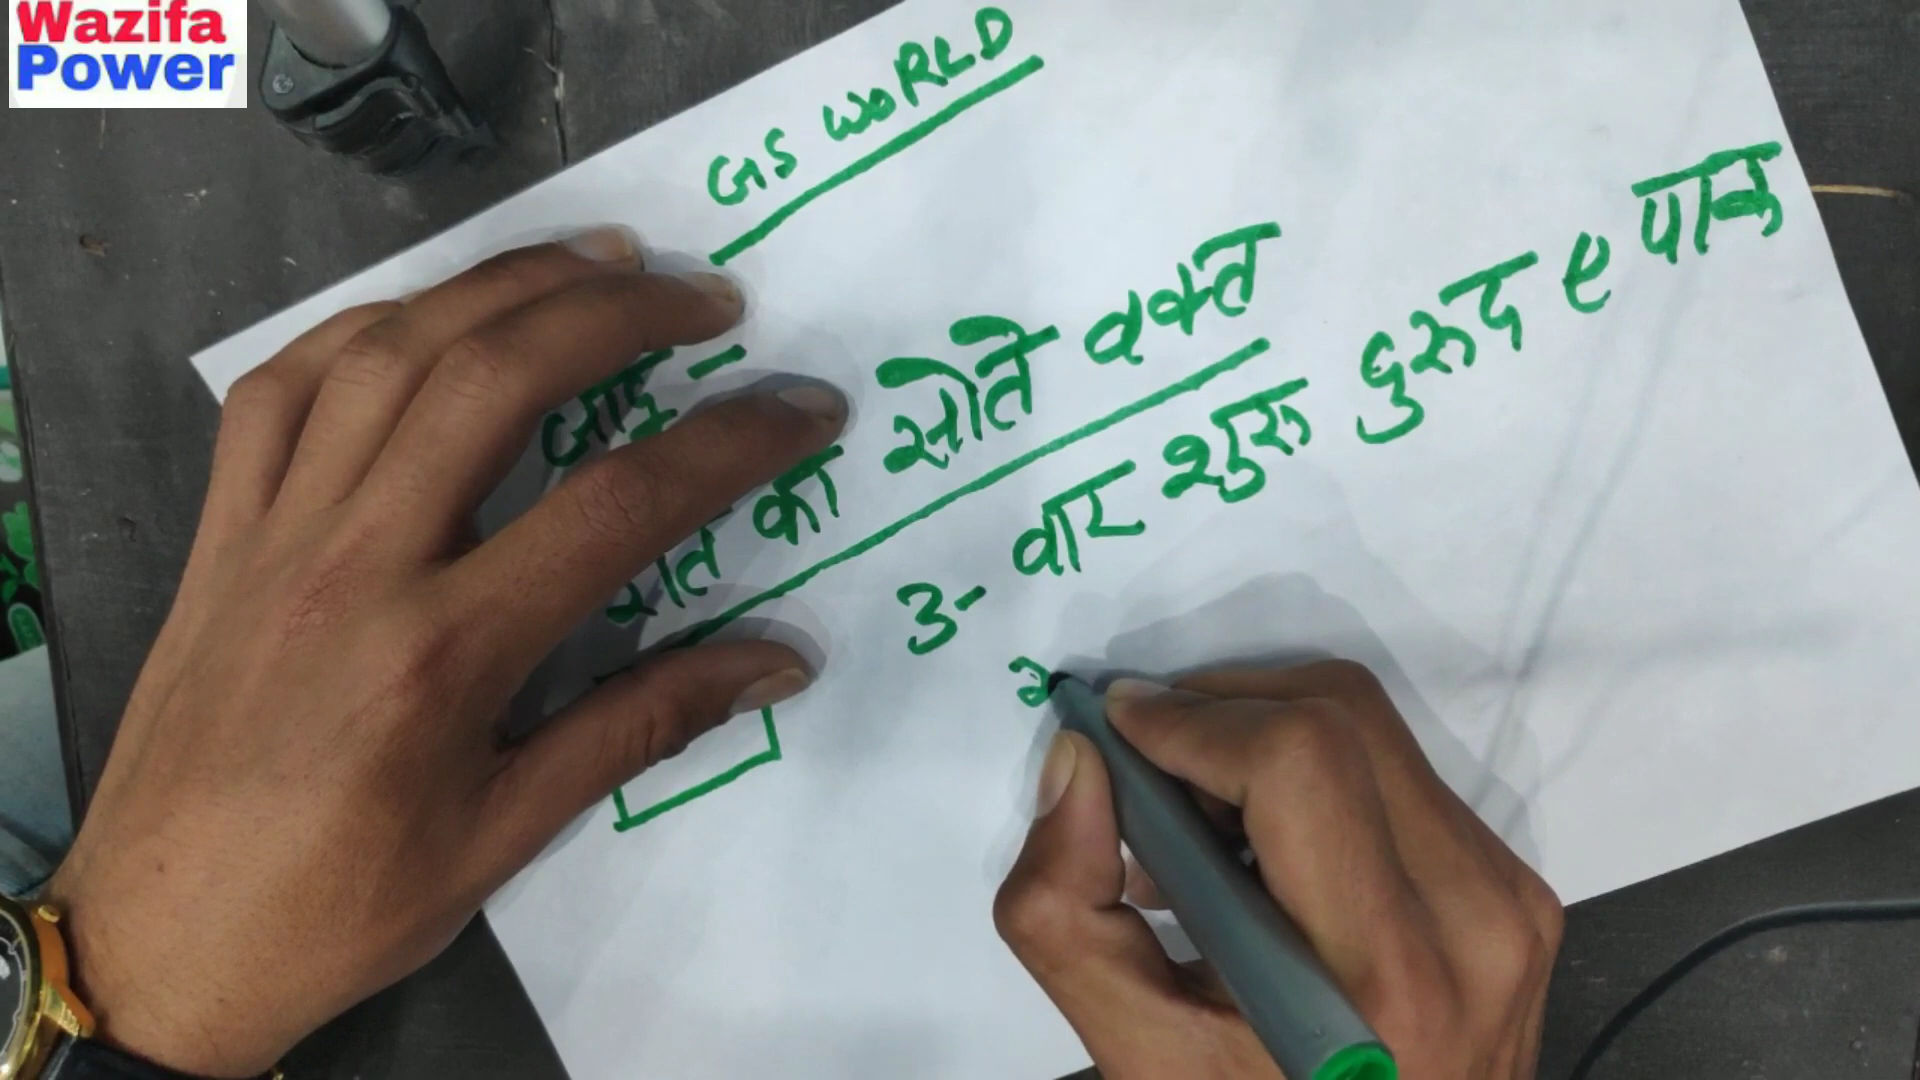 Wazifa
Power
GS WORLD
जादू -
रात को सोते वक्त
3- बार शुरू दुरूद e पाक